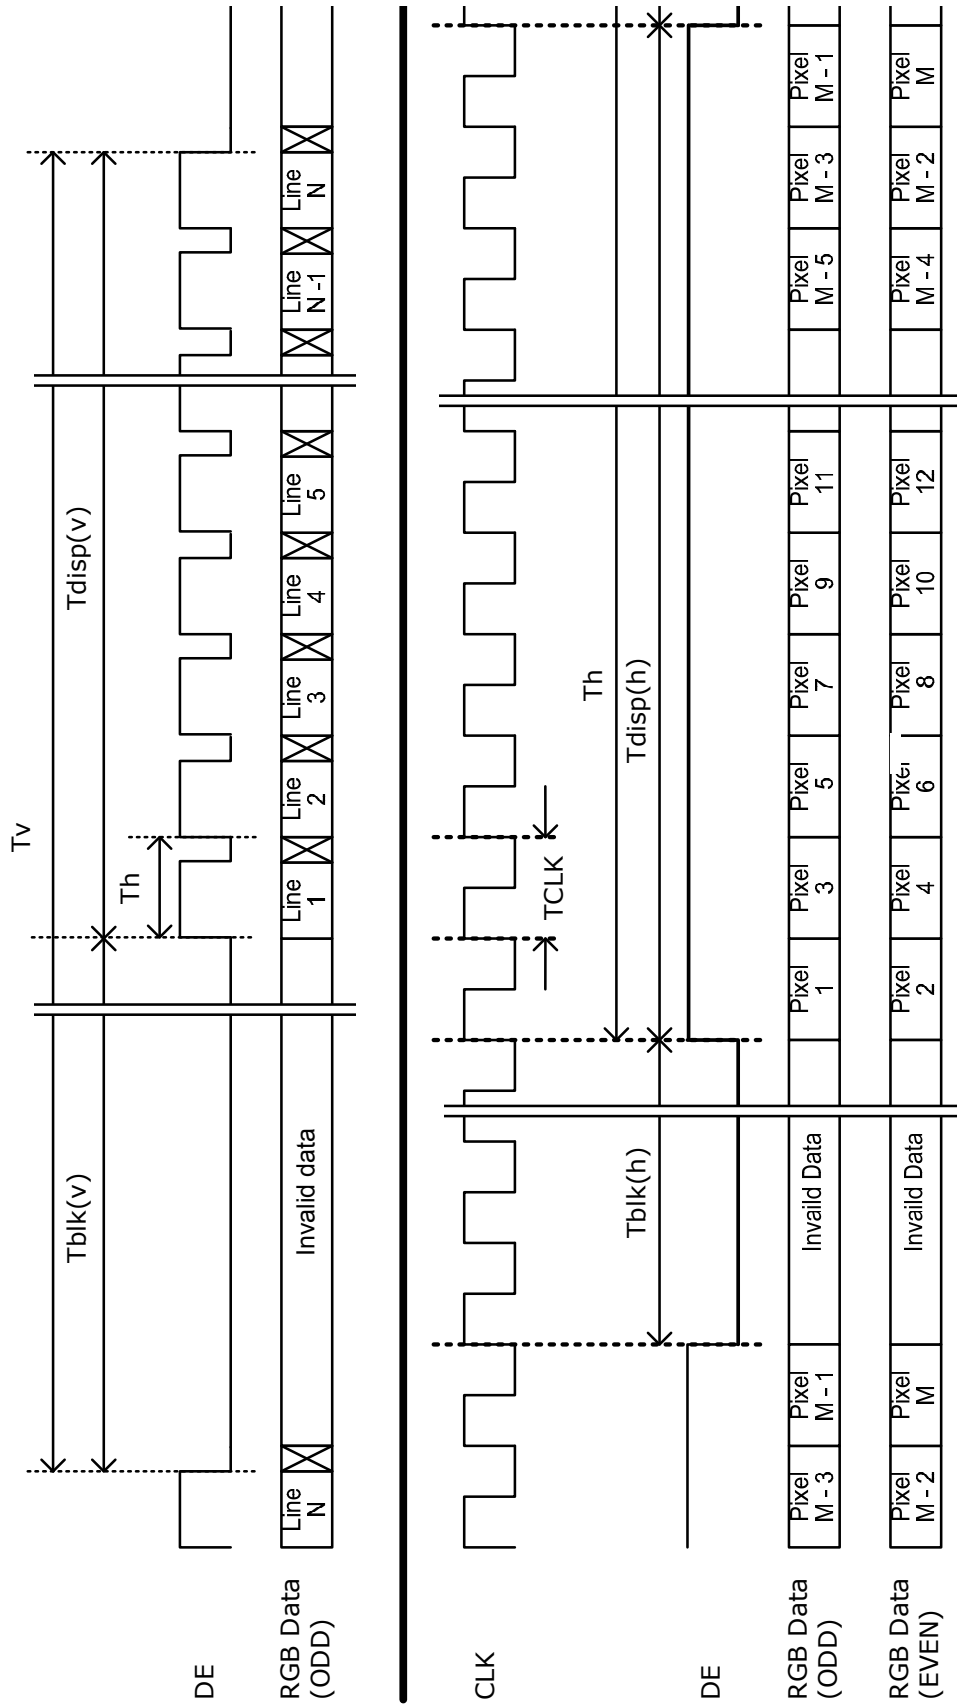 Tv
Tblk(v)
Tdisp(v)
Th
DE
RGB Data
(ODD)
Line
N
Invalid data
Line
1
Line
2
Line
3
Line
4
Line
5
Line
N-1
Line
N
CLK
TCLK
Th
Tblk(h)
Tdisp(h)
DE
RGB Data
(ODD)
Pixel
M - 3
Pixel
M - 1
Invaild Data
Pixel
1
Pixel
3
Pixel
5
Pixel
7
Pixel
9
Pixel
11
Pixel
M - 5
Pixel
M - 3
Pixel
M - 1
RGB Data
(EVEN)
Pixel
M - 2
Pixel
M
Invaild Data
Pixel
2
Pixel
4
Pixel
6
Pixel
8
Pixel
10
Pixel
12
Pixel
M - 4
Pixel
M - 2
Pixel
M